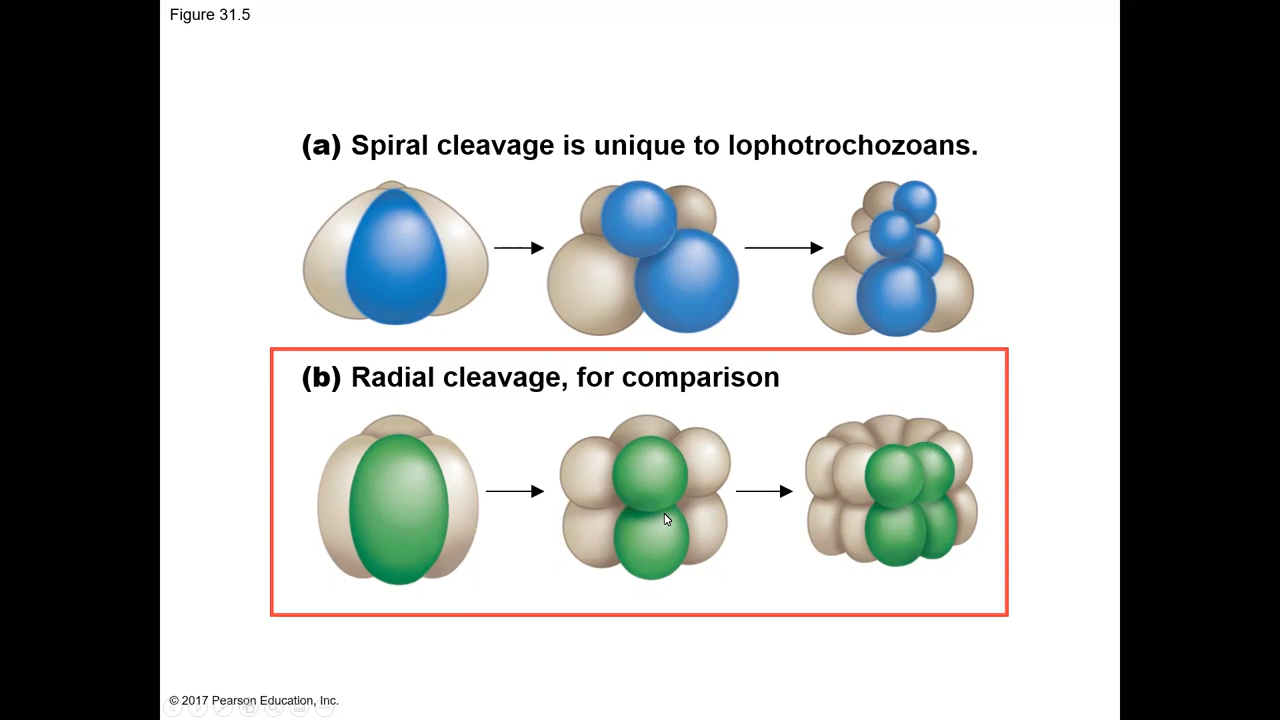 Figure 31.5
(a) Spiral cleavage is unique to lophotrochozoans.
(b) Radial cleavage, for comparison
© 2017 Pearson Education, Inc.